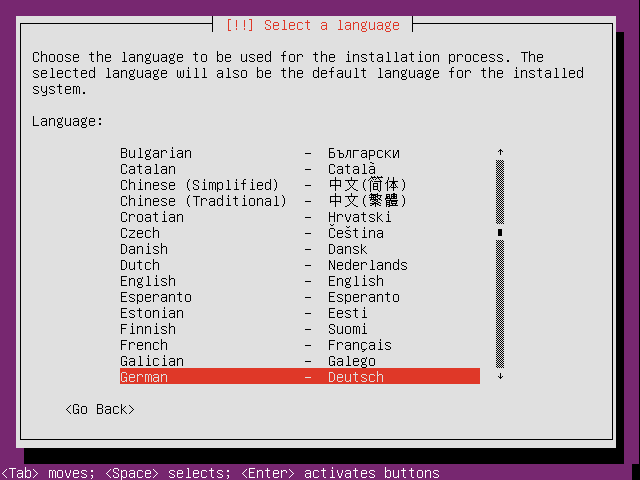 [!!] Select a language
Choose the language to be used for the installation process. The
selected language will also be the default language for the installed
system.
Language:
Bulgarian - Български
Catalan - Català
Chinese (Simplified) - 中文(简体)
Chinese (Traditional) - 中文(繁體)
Croatian - Hrvatski
Czech - Čeština
Danish - Dansk
Dutch - Nederlands
English - English
Esperanto - Esperanto
Estonian - Eesti
Finnish - Suomi
French - Français
Galician - Galego
German - Deutsch
<Go Back>
<Tab> moves; <Space> selects; <Enter> activates buttons